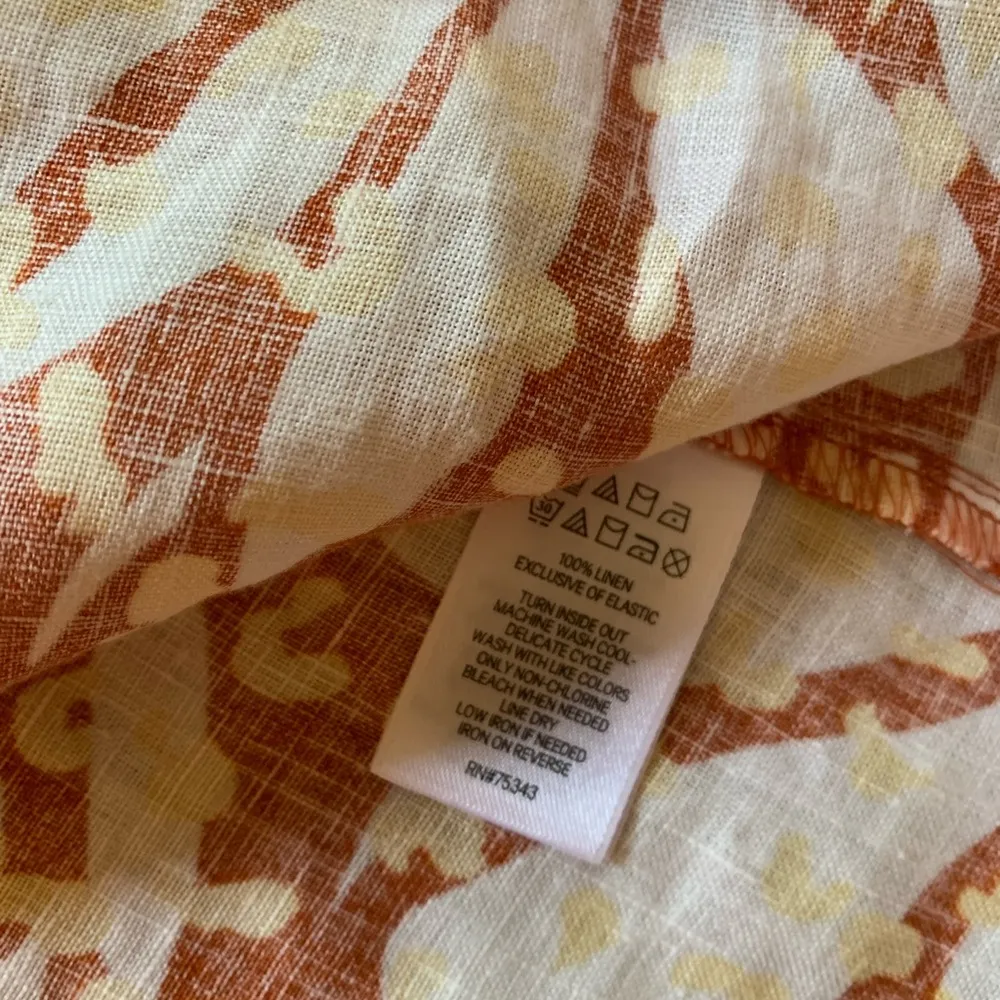 30
100% LINEN
EXCLUSIVE OF ELASTIC
TURN INSIDE OUT
MACHINE WASH COOL-
DELICATE CYCLE
WASH WITH LIKE COLORS
ONLY NON-CHLORINE
BLEACH WHEN NEEDED
LINE DRY
LOW IRON IF NEEDED
IRON ON REVERSE
RN#75343